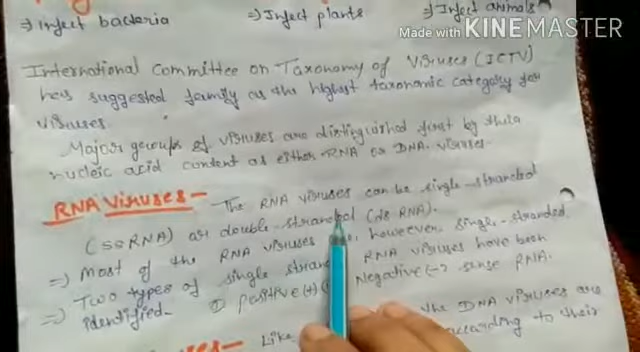 ⇒ Infect bacteria ⇒ Infect plants ⇒ Infect animals
Made with KINEMASTER
International Committee on Taxonomy of Viruses (ICTV)
has suggested family as the highest taxonomic category for
viruses.
Major groups of viruses are distinguished first by their
nucleic acid content as either RNA or DNA viruses.
RNA Viruses - The RNA viruses can be single-stranded
(SSRNA) or double-stranded (ds RNA).
⇒ Most of the RNA viruses however, single-stranded.
⇒ Two types of single RNA viruses have been
identified. ① Positive (+) Negative (-) sense RNA.
Like the DNA viruses are
according to their